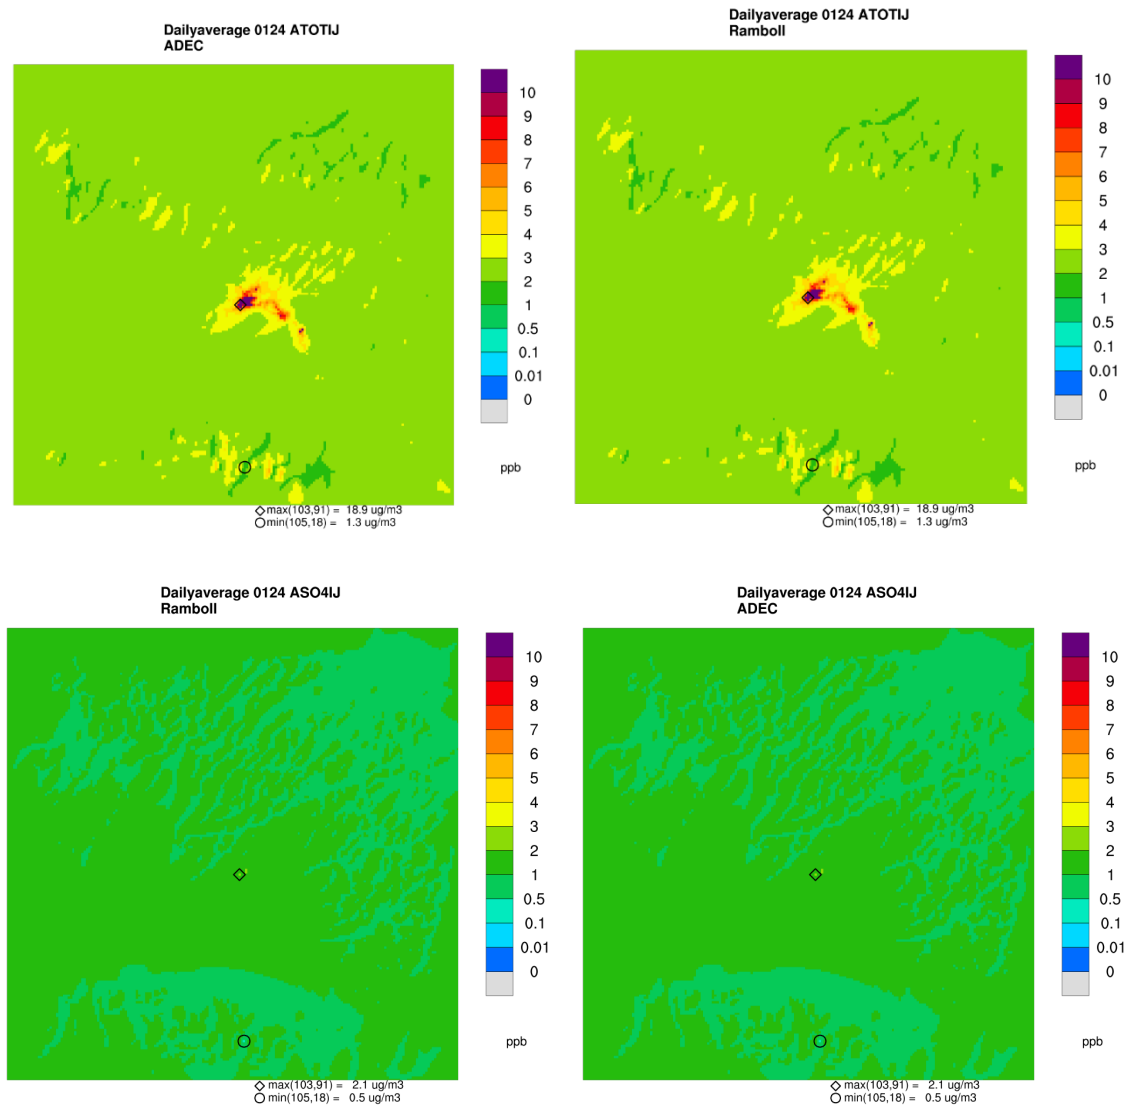 Dailyaverage 0124 ATOTIJ
ADEC
10
9
8
7
6
5
4
3
2
1
0.5
0.1
0.01
0
ppb
max(103,91) = 18.9 ug/m3
min(105,18) = 1.3 ug/m3
Dailyaverage 0124 ATOTIJ
Ramboll
10
9
8
7
6
5
4
3
2
1
0.5
0.1
0.01
0
ppb
max(103,91) = 18.9 ug/m3
min(105,18) = 1.3 ug/m3
Dailyaverage 0124 ASO4IJ
Ramboll
10
9
8
7
6
5
4
3
2
1
0.5
0.1
0.01
0
ppb
max(103,91) = 2.1 ug/m3
min(105,18) = 0.5 ug/m3
Dailyaverage 0124 ASO4IJ
ADEC
10
9
8
7
6
5
4
3
2
1
0.5
0.1
0.01
0
ppb
max(103,91) = 2.1 ug/m3
min(105,18) = 0.5 ug/m3